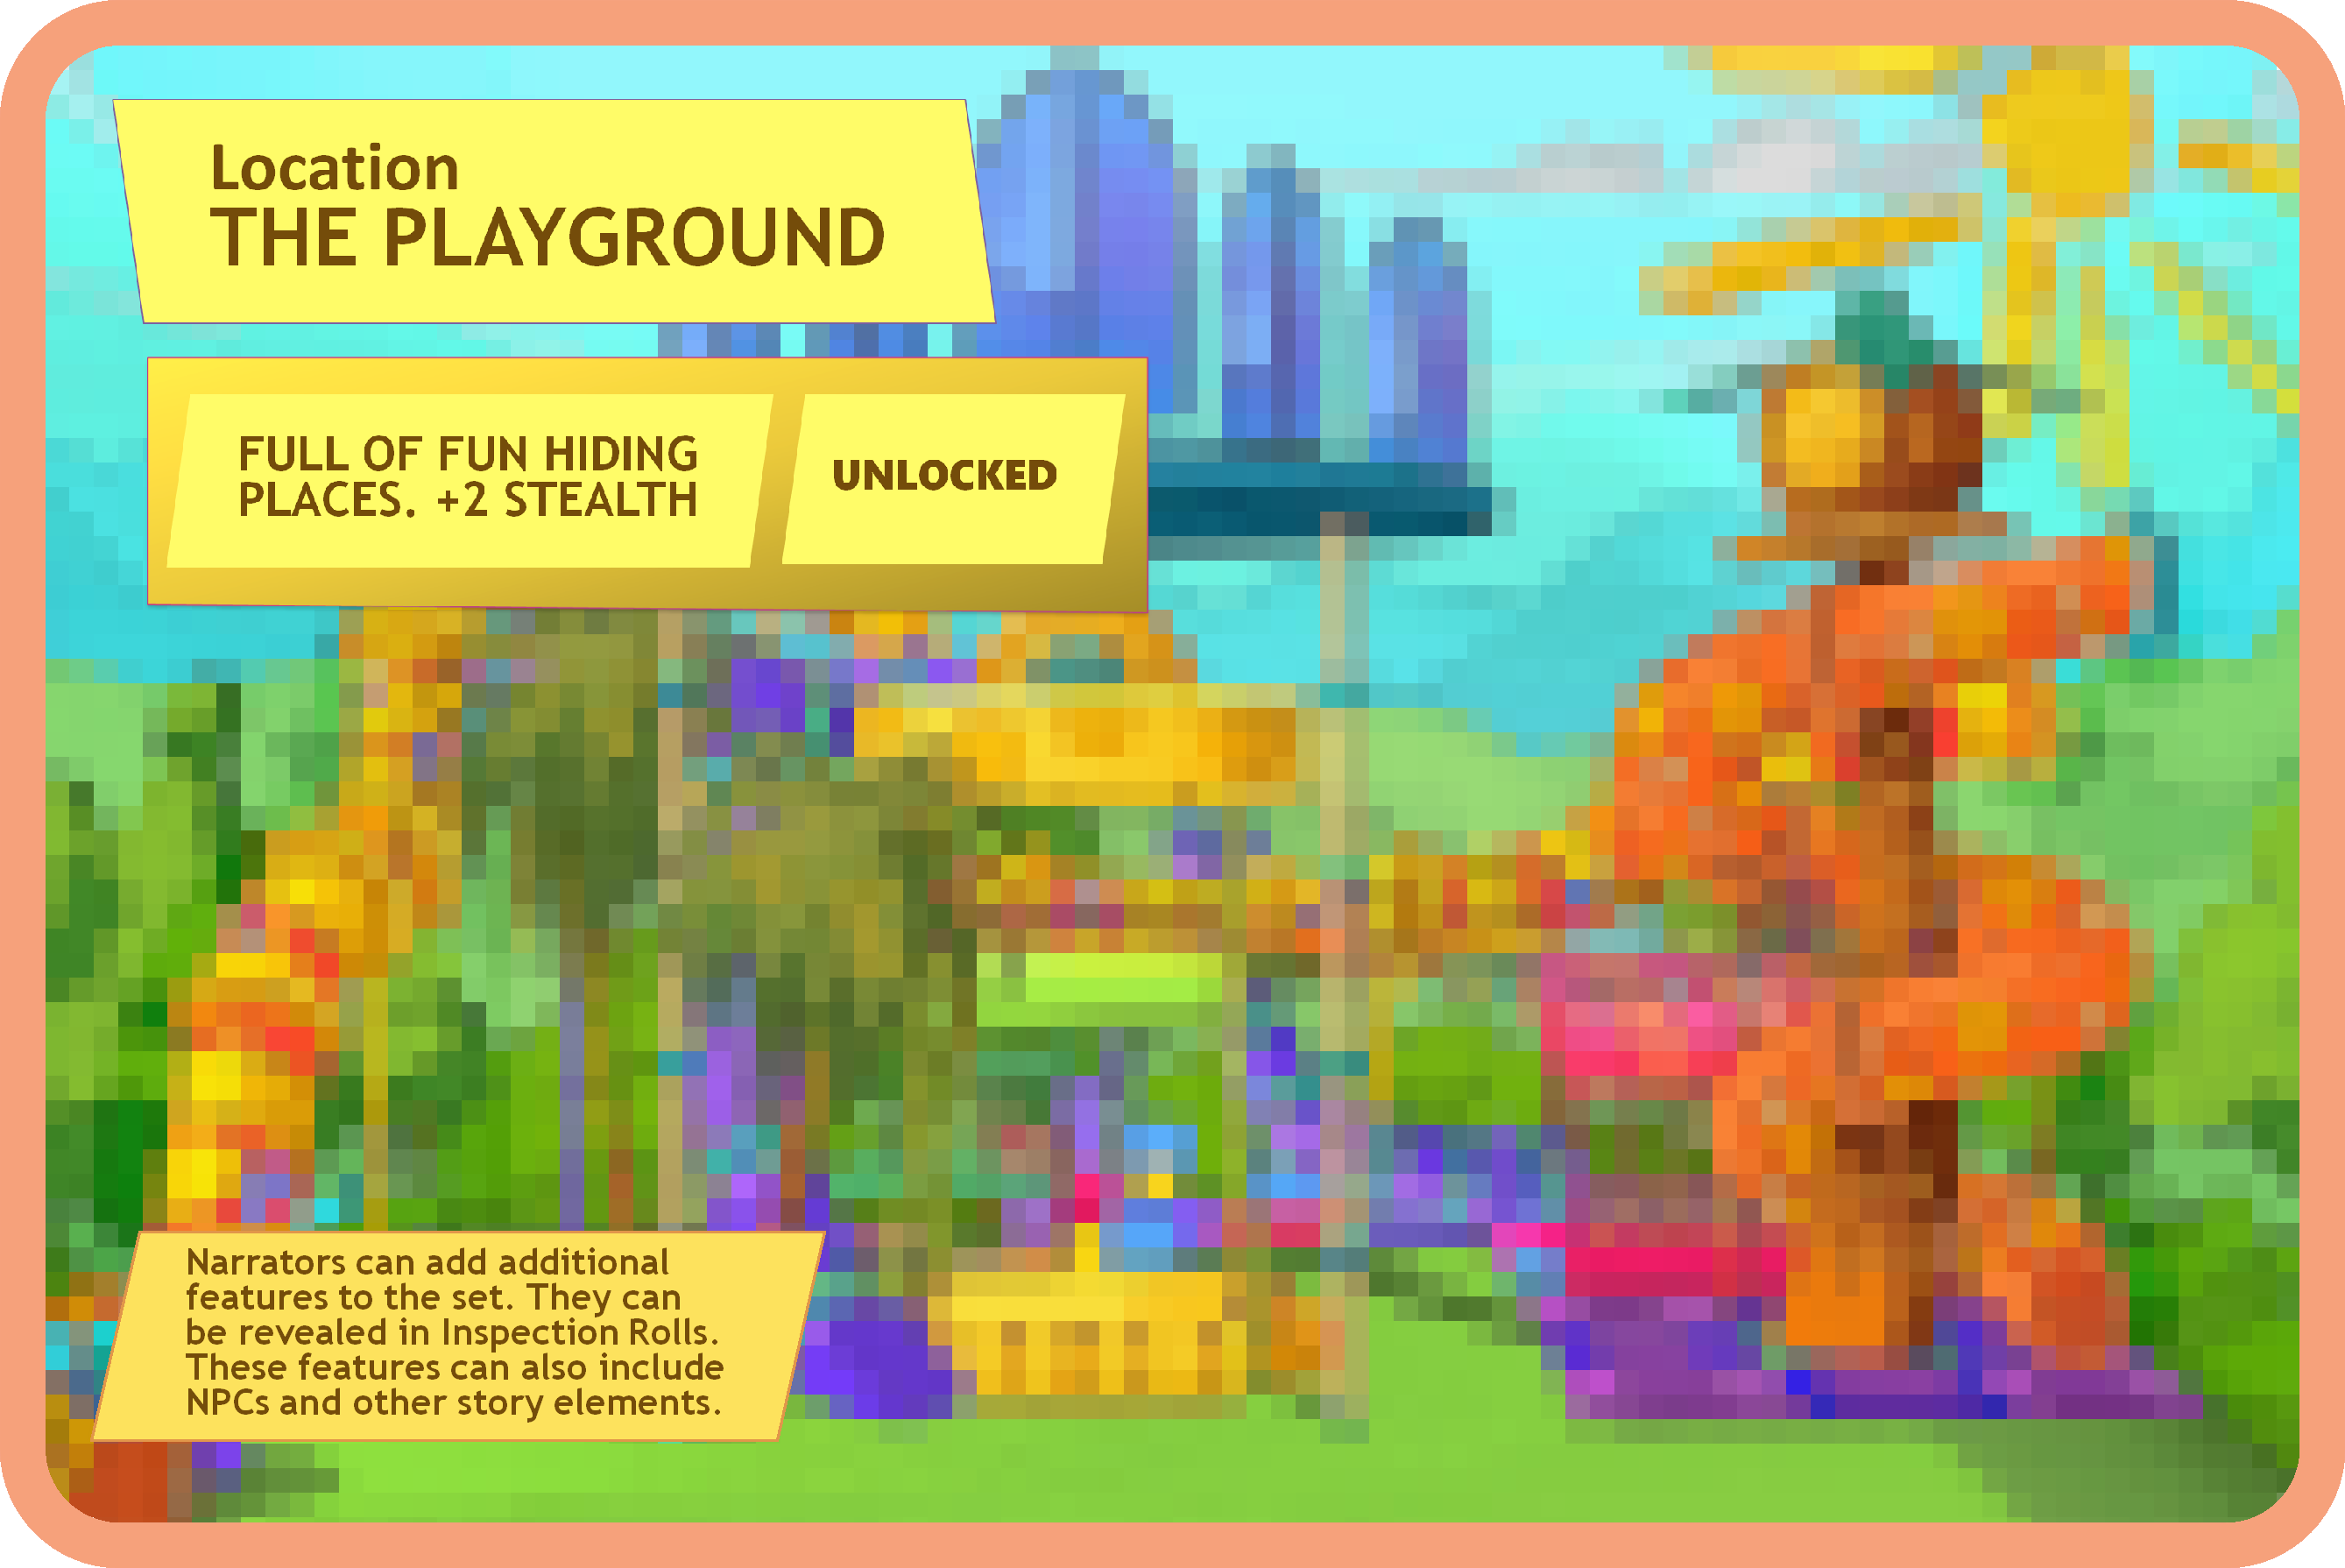 Location
THE PLAYGROUND
FULL OF FUN HIDING
PLACES. +2 STEALTH
UNLOCKED
Narrators can add additional
features to the set. They can
be revealed in Inspection Rolls.
These features can also include
NPCs and other story elements.